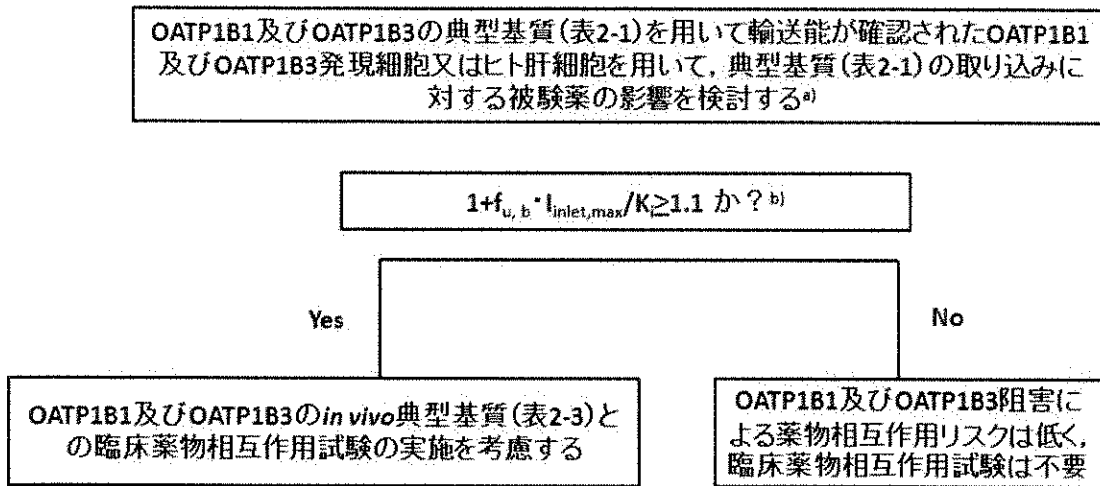 OATP1B1及びOATP1B3の典型基質(表2-1)を用いて輸送能が確認されたOATP1B1
及びOATP1B3発現細胞又はヒト肝細胞を用いて,典型基質(表2-1)の取り込みに
対する被験薬の影響を検討するa)
1+fu, b・Iinlet,max/Ki≥1.1 か?b)
Yes
No
OATP1B1及びOATP1B3のin vivo典型基質(表2-3)と
の臨床薬物相互作用試験の実施を考慮する
OATP1B1及びOATP1B3阻害に
よる薬物相互作用リスクは低く,
臨床薬物相互作用試験は不要